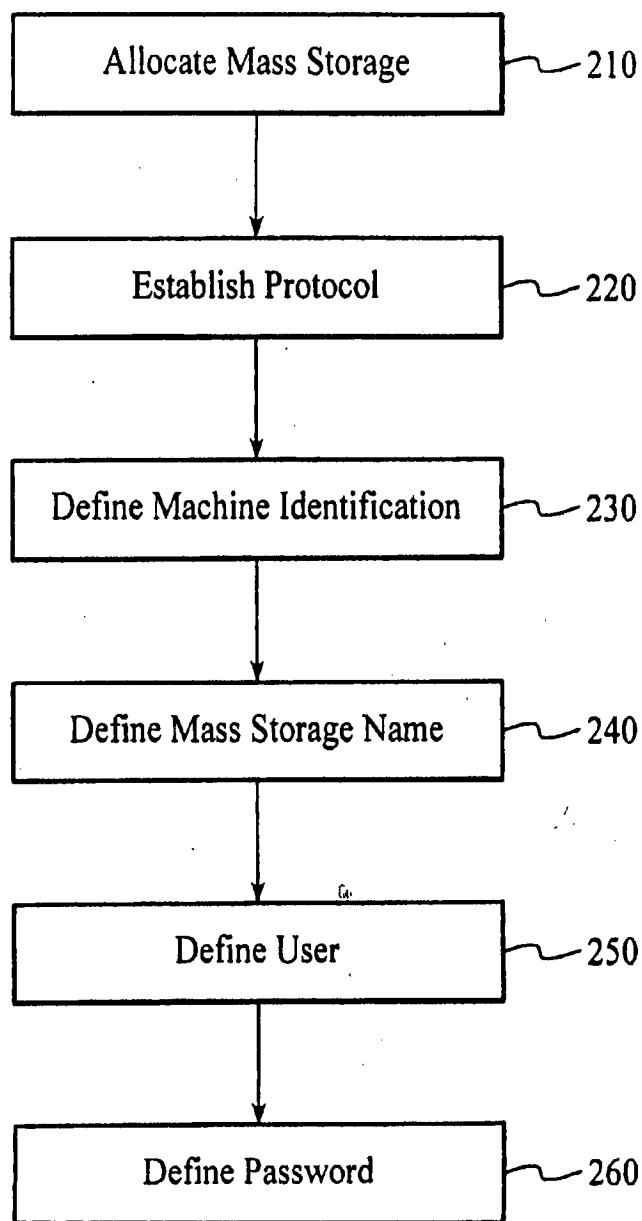 Allocate Mass Storage 210
Establish Protocol 220
Define Machine Identification 230
Define Mass Storage Name 240
Define User 250
Define Password 260